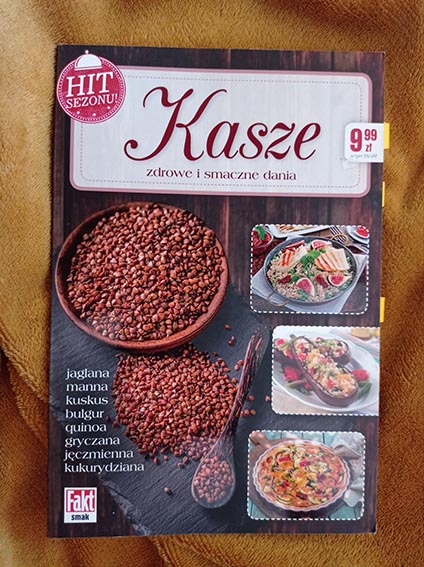 HIT
SEZONU!
Kasze
zdrowe i smaczne dania
9 99
zł
jaglana
manna
kuskus
bulgur
quinoa
gryczana
jęczmienna
kukurydziana
Fakt
smak